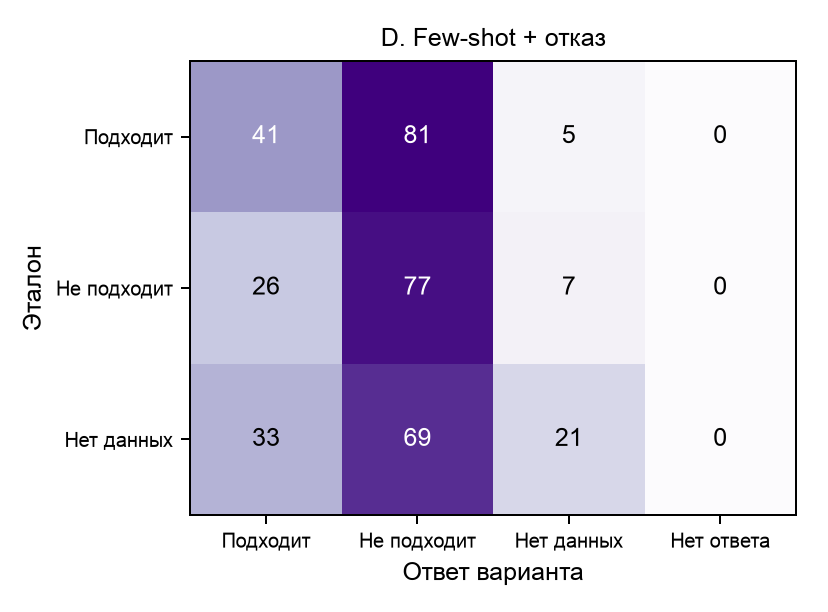 D. Few-shot + отказ
Эталон
Подходит 41 81 5 0
Не подходит 26 77 7 0
Нет данных 33 69 21 0
Подходит Не подходит Нет данных Нет ответа
Ответ варианта